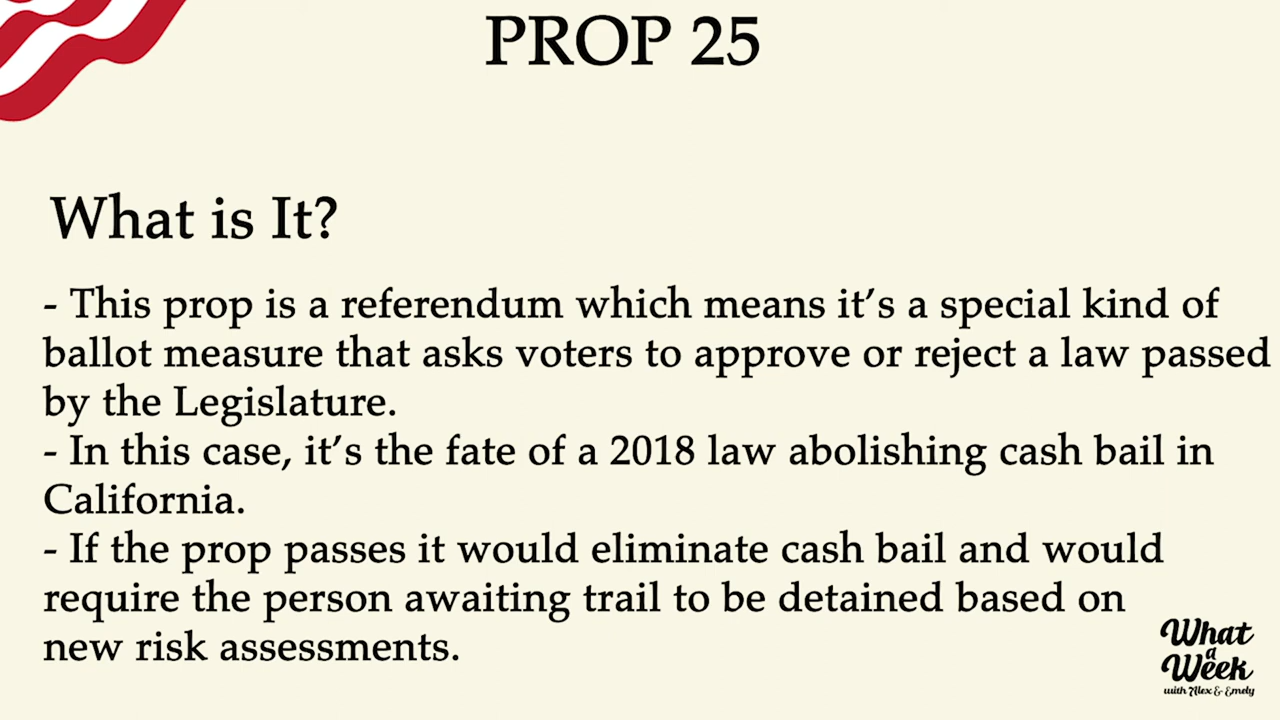 PROP 25
What is It?
- This prop is a referendum which means it’s a special kind of
ballot measure that asks voters to approve or reject a law passed
by the Legislature.
- In this case, it’s the fate of a 2018 law abolishing cash bail in
California.
- If the prop passes it would eliminate cash bail and would
require the person awaiting trail to be detained based on
new risk assessments.
What
a
Week
with Alex & Emely